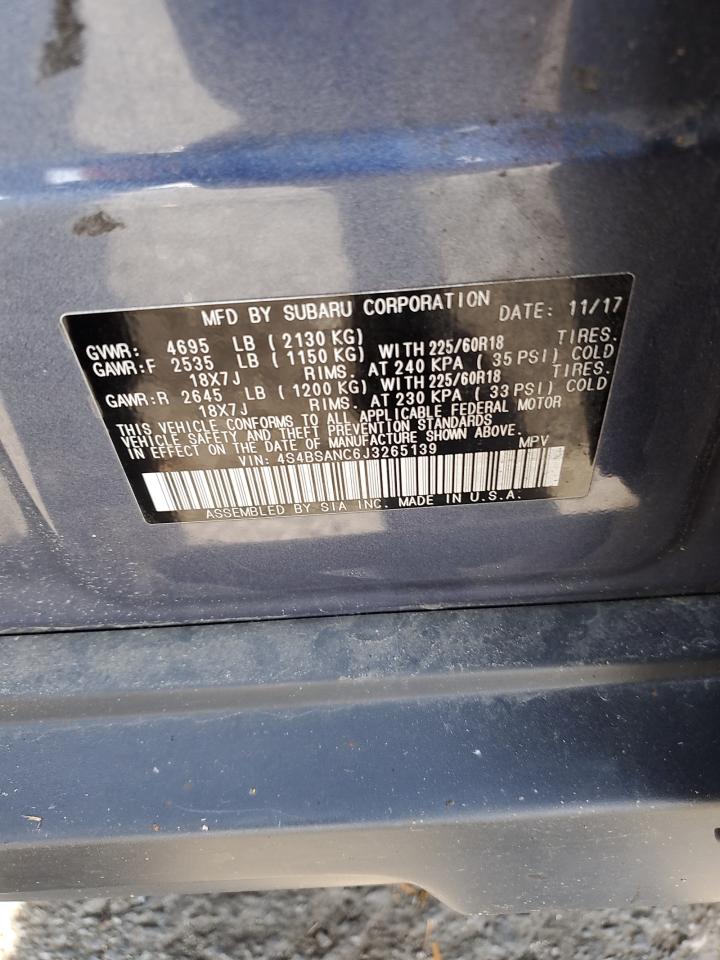 MFD BY SUBARU CORPORATION DATE: 11/17
GVWR: 4695 LB (2130 KG)
GAWR:F 2535 LB (1150 KG) WITH 225/60R18 TIRES.
18X7J RIMS. AT 240 KPA (35 PSI) COLD
GAWR:R 2645 LB (1200 KG) WITH 225/60R18 TIRES.
18X7J RIMS. AT 230 KPA (33 PSI) COLD
THIS VEHICLE CONFORMS TO ALL APPLICABLE FEDERAL MOTOR
VEHICLE SAFETY AND THEFT PREVENTION STANDARDS
IN EFFECT ON THE DATE OF MANUFACTURE SHOWN ABOVE.
VIN: 4S4BSANC6J3265139 MPV
ASSEMBLED BY SIA INC. MADE IN U.S.A.